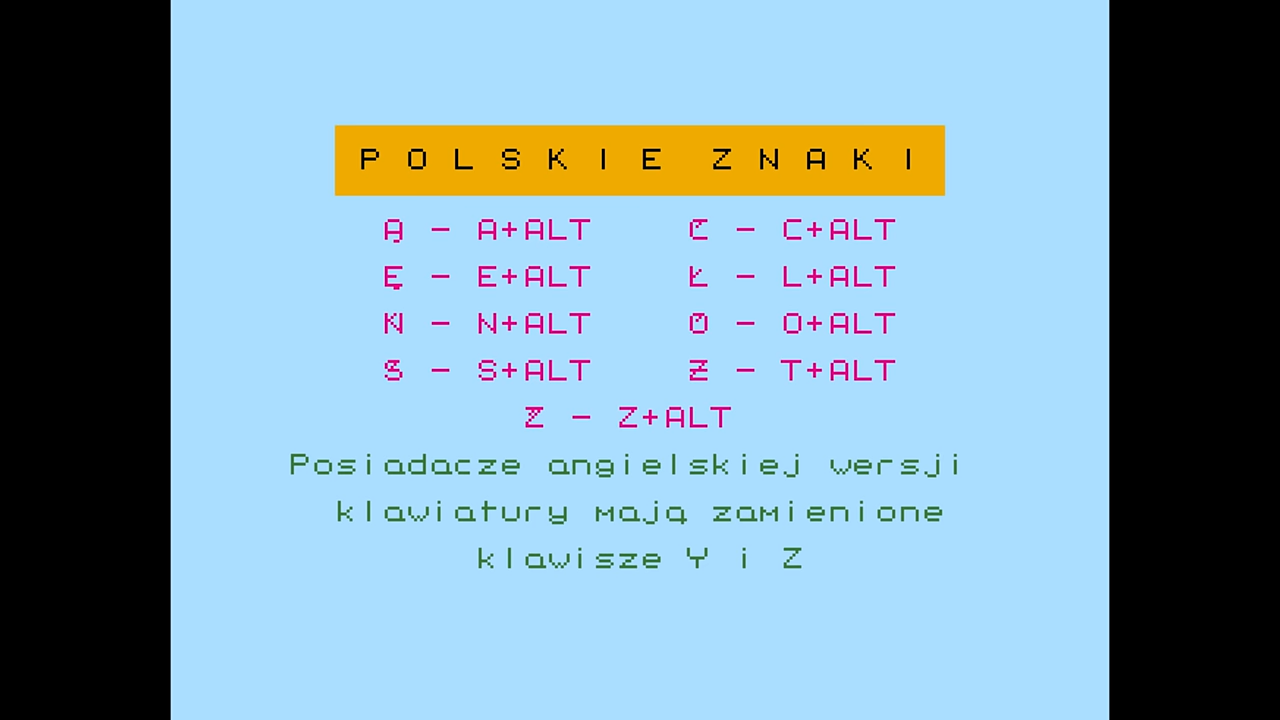 POLSKIE ZNAKI
Ą - A+ALT Ć - C+ALT
Ę - E+ALT Ł - L+ALT
Ń - N+ALT Ó - O+ALT
Ś - S+ALT Ż - T+ALT
Ź - Z+ALT
Posiadacze angielskiej wersji
klawiatury mają zamienione
klawisze Y i Z